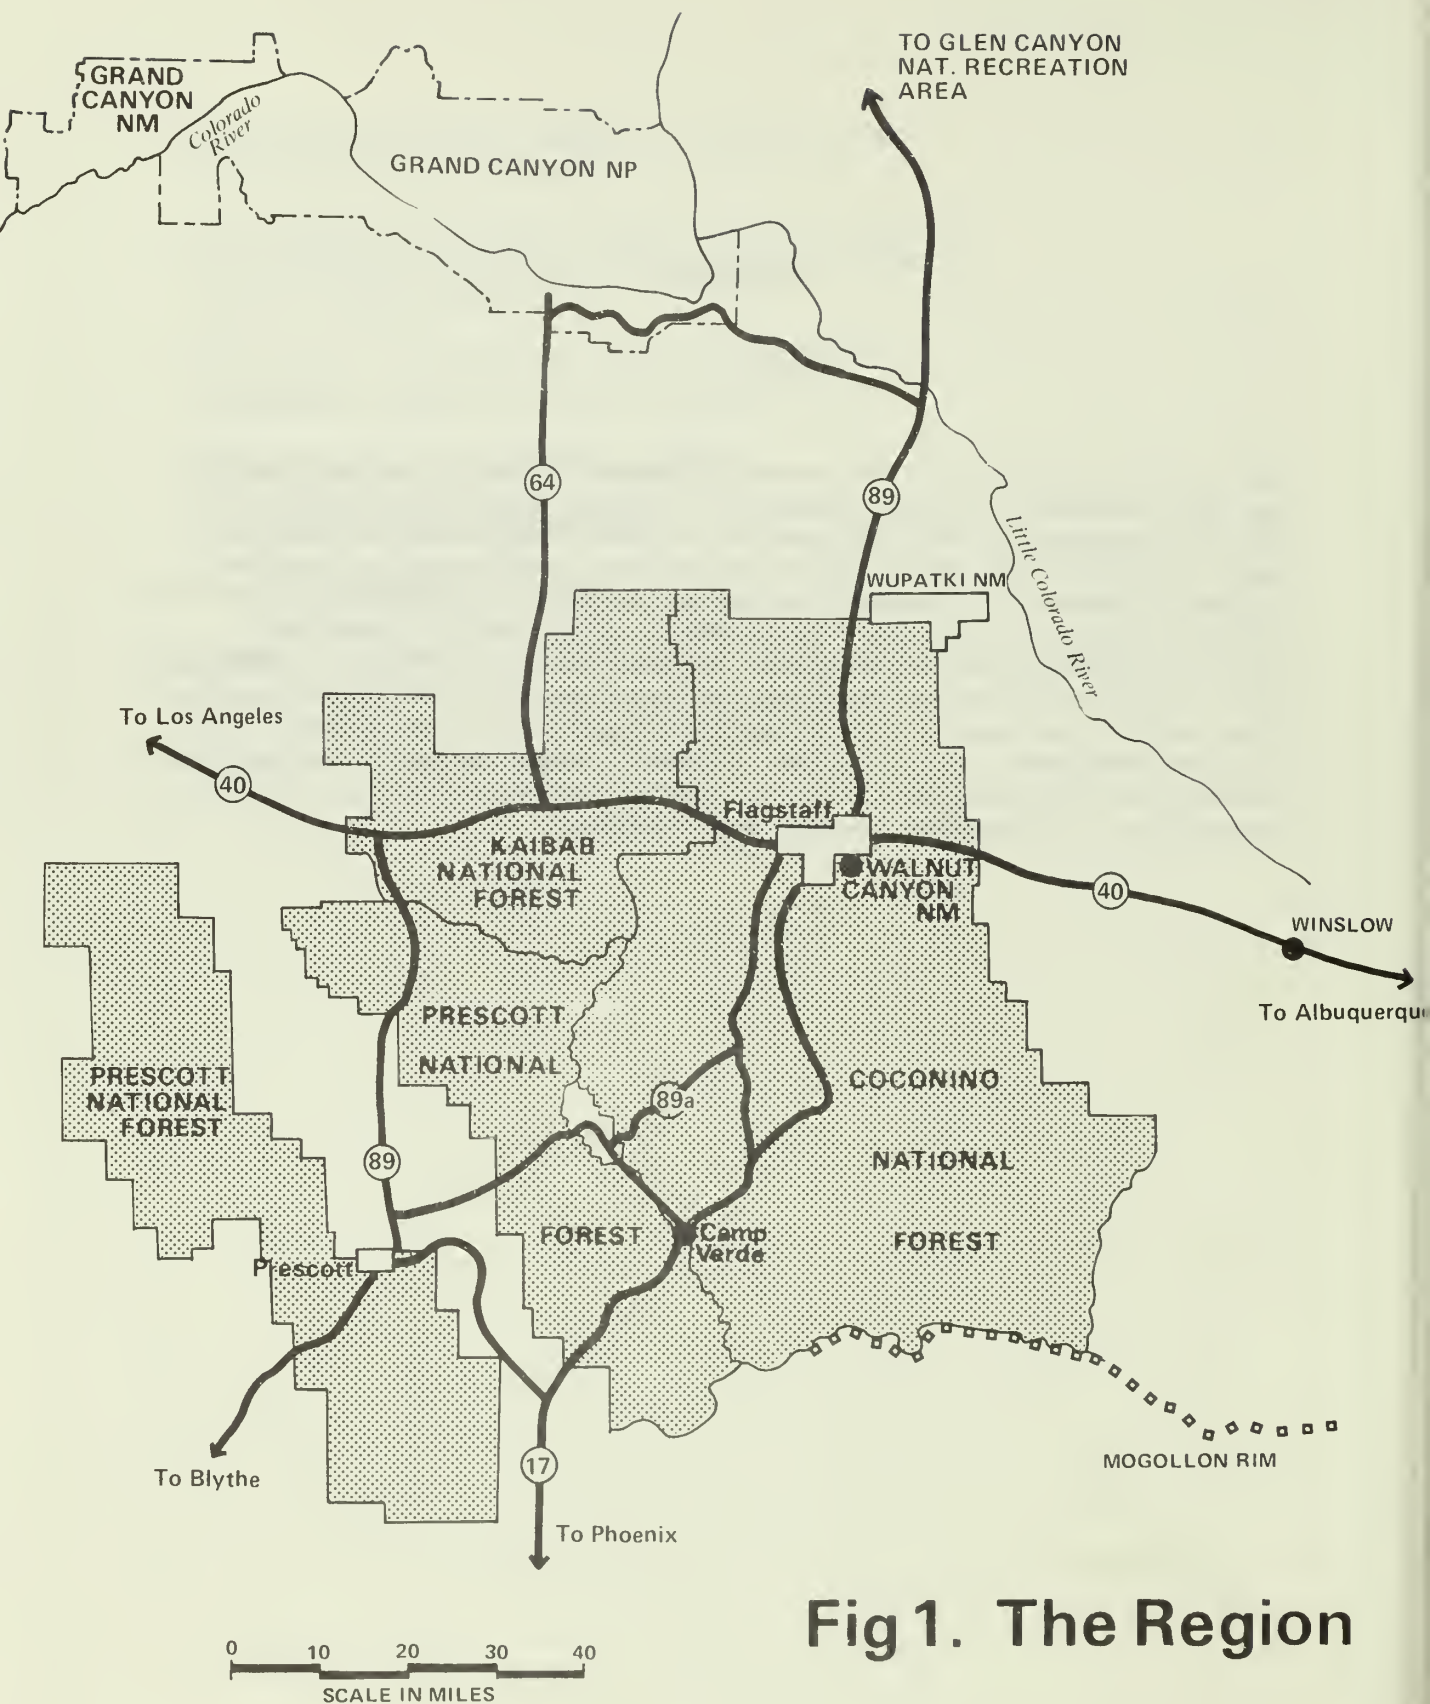 TO GLEN CANYON
NAT. RECREATION
AREA
GRAND
CANYON
NM
Colorado
River
GRAND CANYON NP
64
89
WUPATKI NM
Little Colorado River
To Los Angeles
40
Flagstaff
KAIBAB
NATIONAL
FOREST
WALNUT
CANYON
NM
40
WINSLOW
To Albuquerque
PRESCOTT
NATIONAL
FOREST
PRESCOTT
NATIONAL
FOREST
89a
COCONINO
NATIONAL
FOREST
89
Camp
Verde
Prescott
MOGOLLON RIM
To Blythe
17
To Phoenix
Fig 1. The Region
0 10 20 30 40
SCALE IN MILES